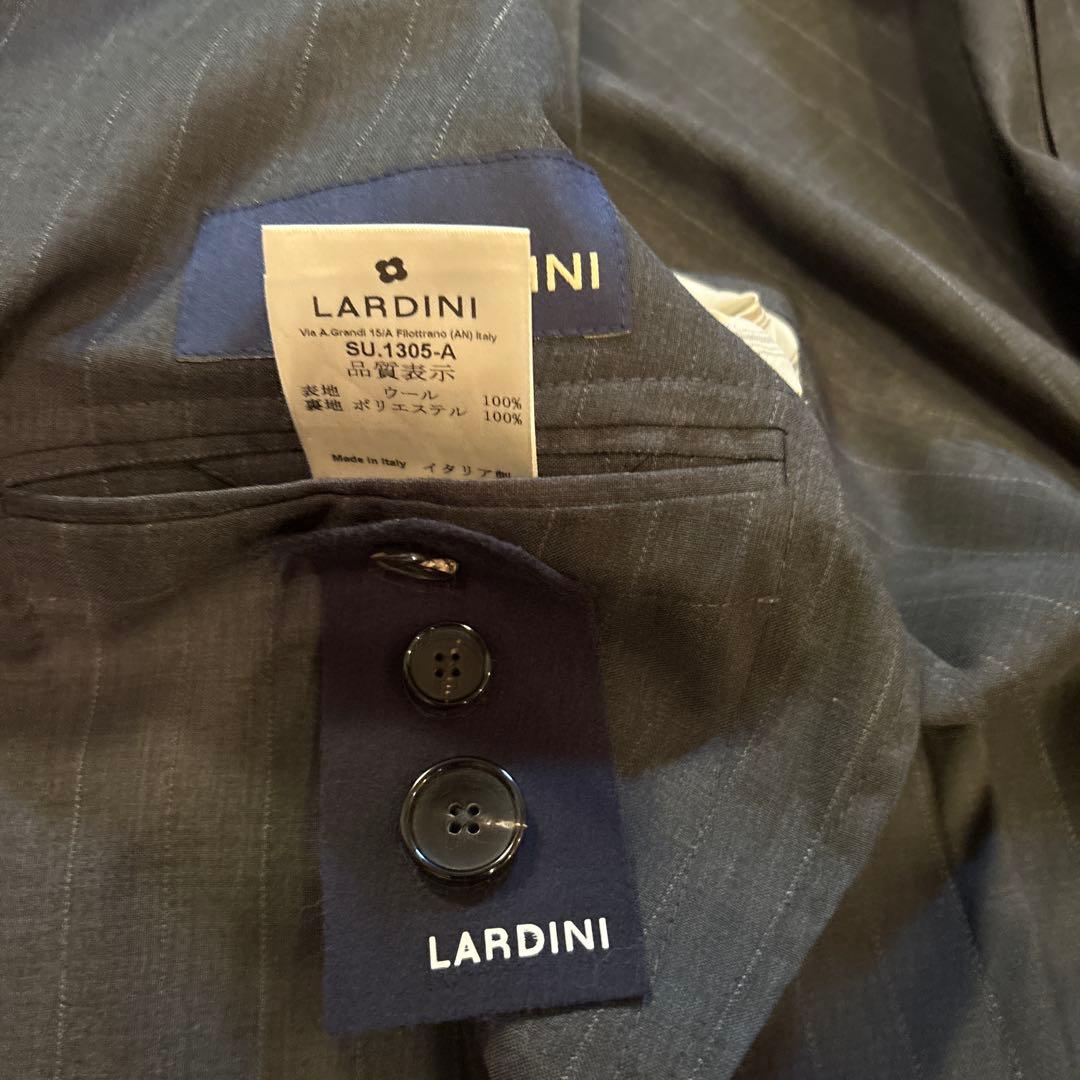 LARDINI
Via A.Grandi 15/A Filottrano (AN) Italy
SU.1305-A
品質表示
表地 ウール 100%
裏地 ポリエステル 100%
Made in Italy イタリア製
INI
LARDINI